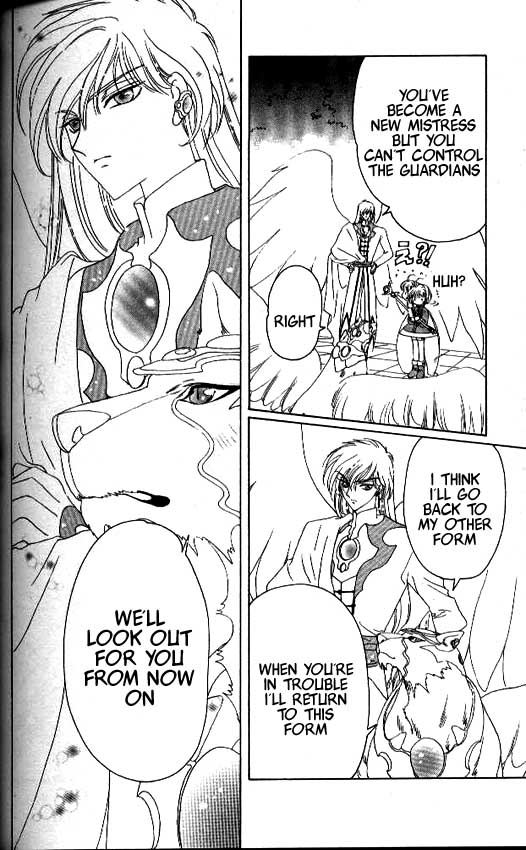 YOU'VE
BECOME A
NEW MISTRESS
BUT YOU
CAN'T CONTROL
THE GUARDIANS
え?!
HUH?
RIGHT
I THINK
I'LL GO
BACK TO
MY OTHER
FORM
WHEN YOU'RE
IN TROUBLE
I'LL RETURN
TO THIS
FORM
WE'LL
LOOK OUT
FOR YOU
FROM NOW
ON